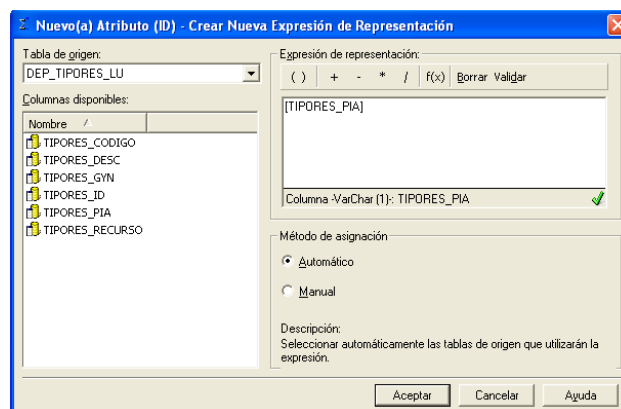 Nuevo(a) Atributo (ID) - Crear Nueva Expresión de Representación
Tabla de origen:
DEP_TIPORES_LU
Columnas disponibles:
Nombre
TIPORES_CODIGO
TIPORES_DESC
TIPORES_GYN
TIPORES_ID
TIPORES_PIA
TIPORES_RECURSO
Expresión de representación:
( ) + - * / f(x) Borrar Validar
[TIPORES_PIA]
Columna -VarChar (1)-: TIPORES_PIA
Método de asignación
Automático
Manual
Descripción:
Seleccionar automáticamente las tablas de origen que utilizarán la
expresión.
Aceptar Cancelar Ayuda